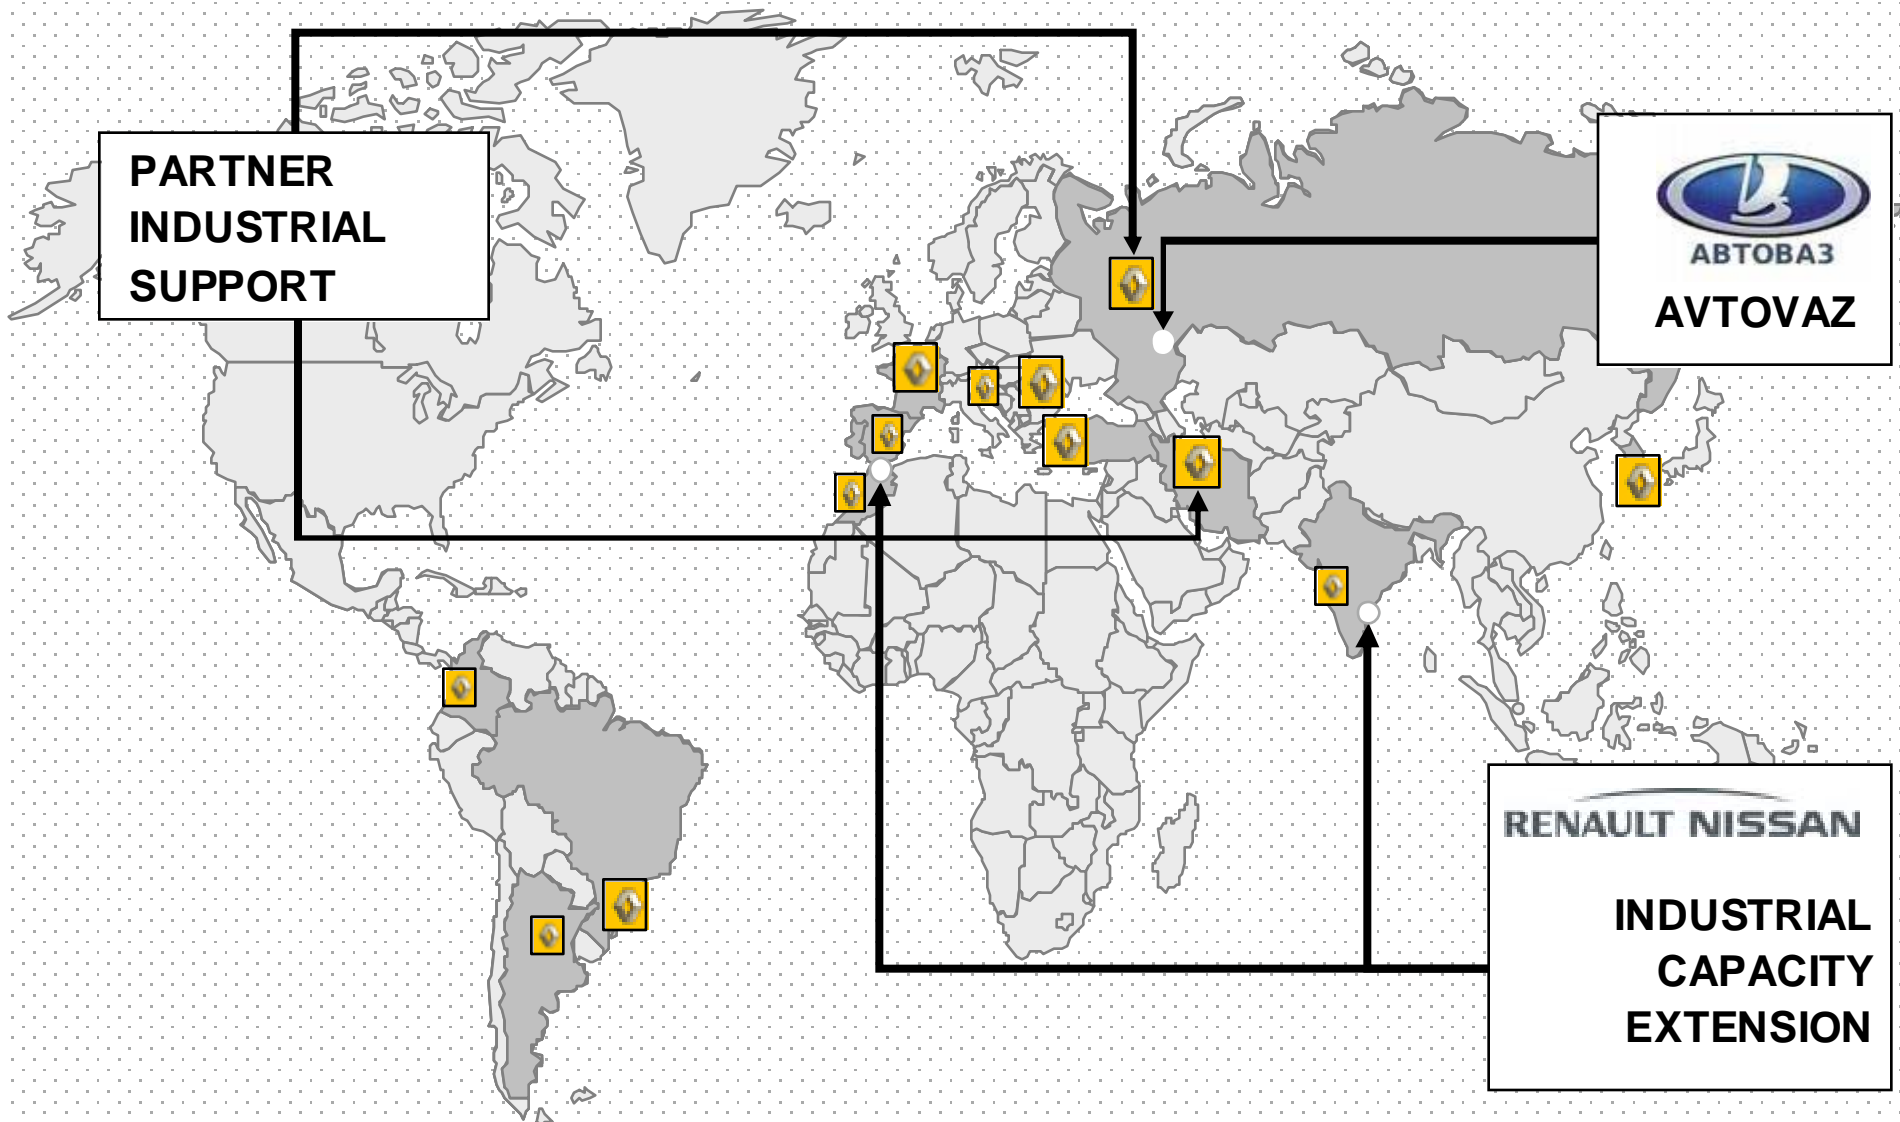 PARTNER
INDUSTRIAL
SUPPORT
АВТОВАЗ
AVTOVAZ
RENAULT NISSAN
INDUSTRIAL
CAPACITY
EXTENSION